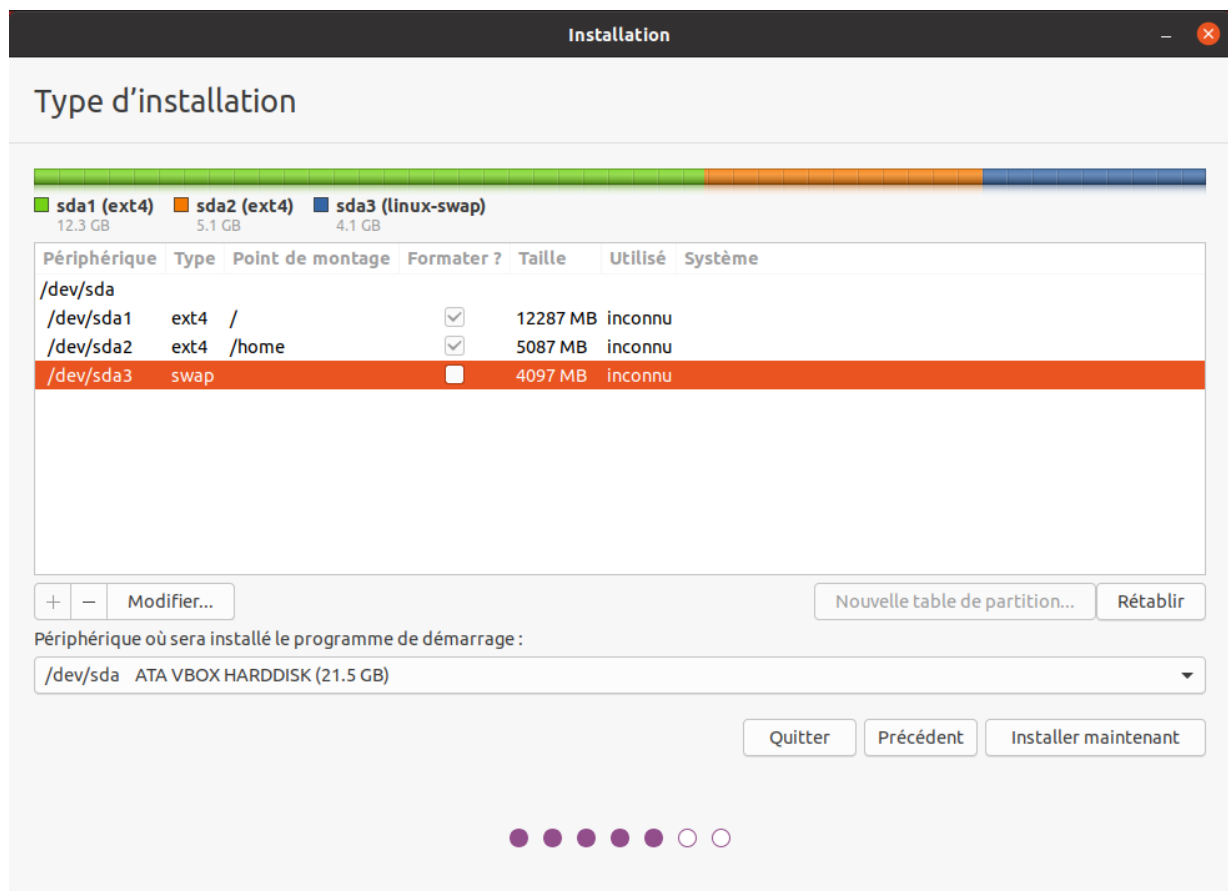 Installation
Type d'installation
sda1 (ext4) sda2 (ext4) sda3 (linux-swap)
12.3 GB 5.1 GB 4.1 GB
Périphérique Type Point de montage Formater ? Taille Utilisé Système
/dev/sda
/dev/sda1 ext4 / 12287 MB inconnu
/dev/sda2 ext4 /home 5087 MB inconnu
/dev/sda3 swap 4097 MB inconnu
+ − Modifier... Nouvelle table de partition... Rétablir
Périphérique où sera installé le programme de démarrage :
/dev/sda ATA VBOX HARDDISK (21.5 GB)
Quitter Précédent Installer maintenant